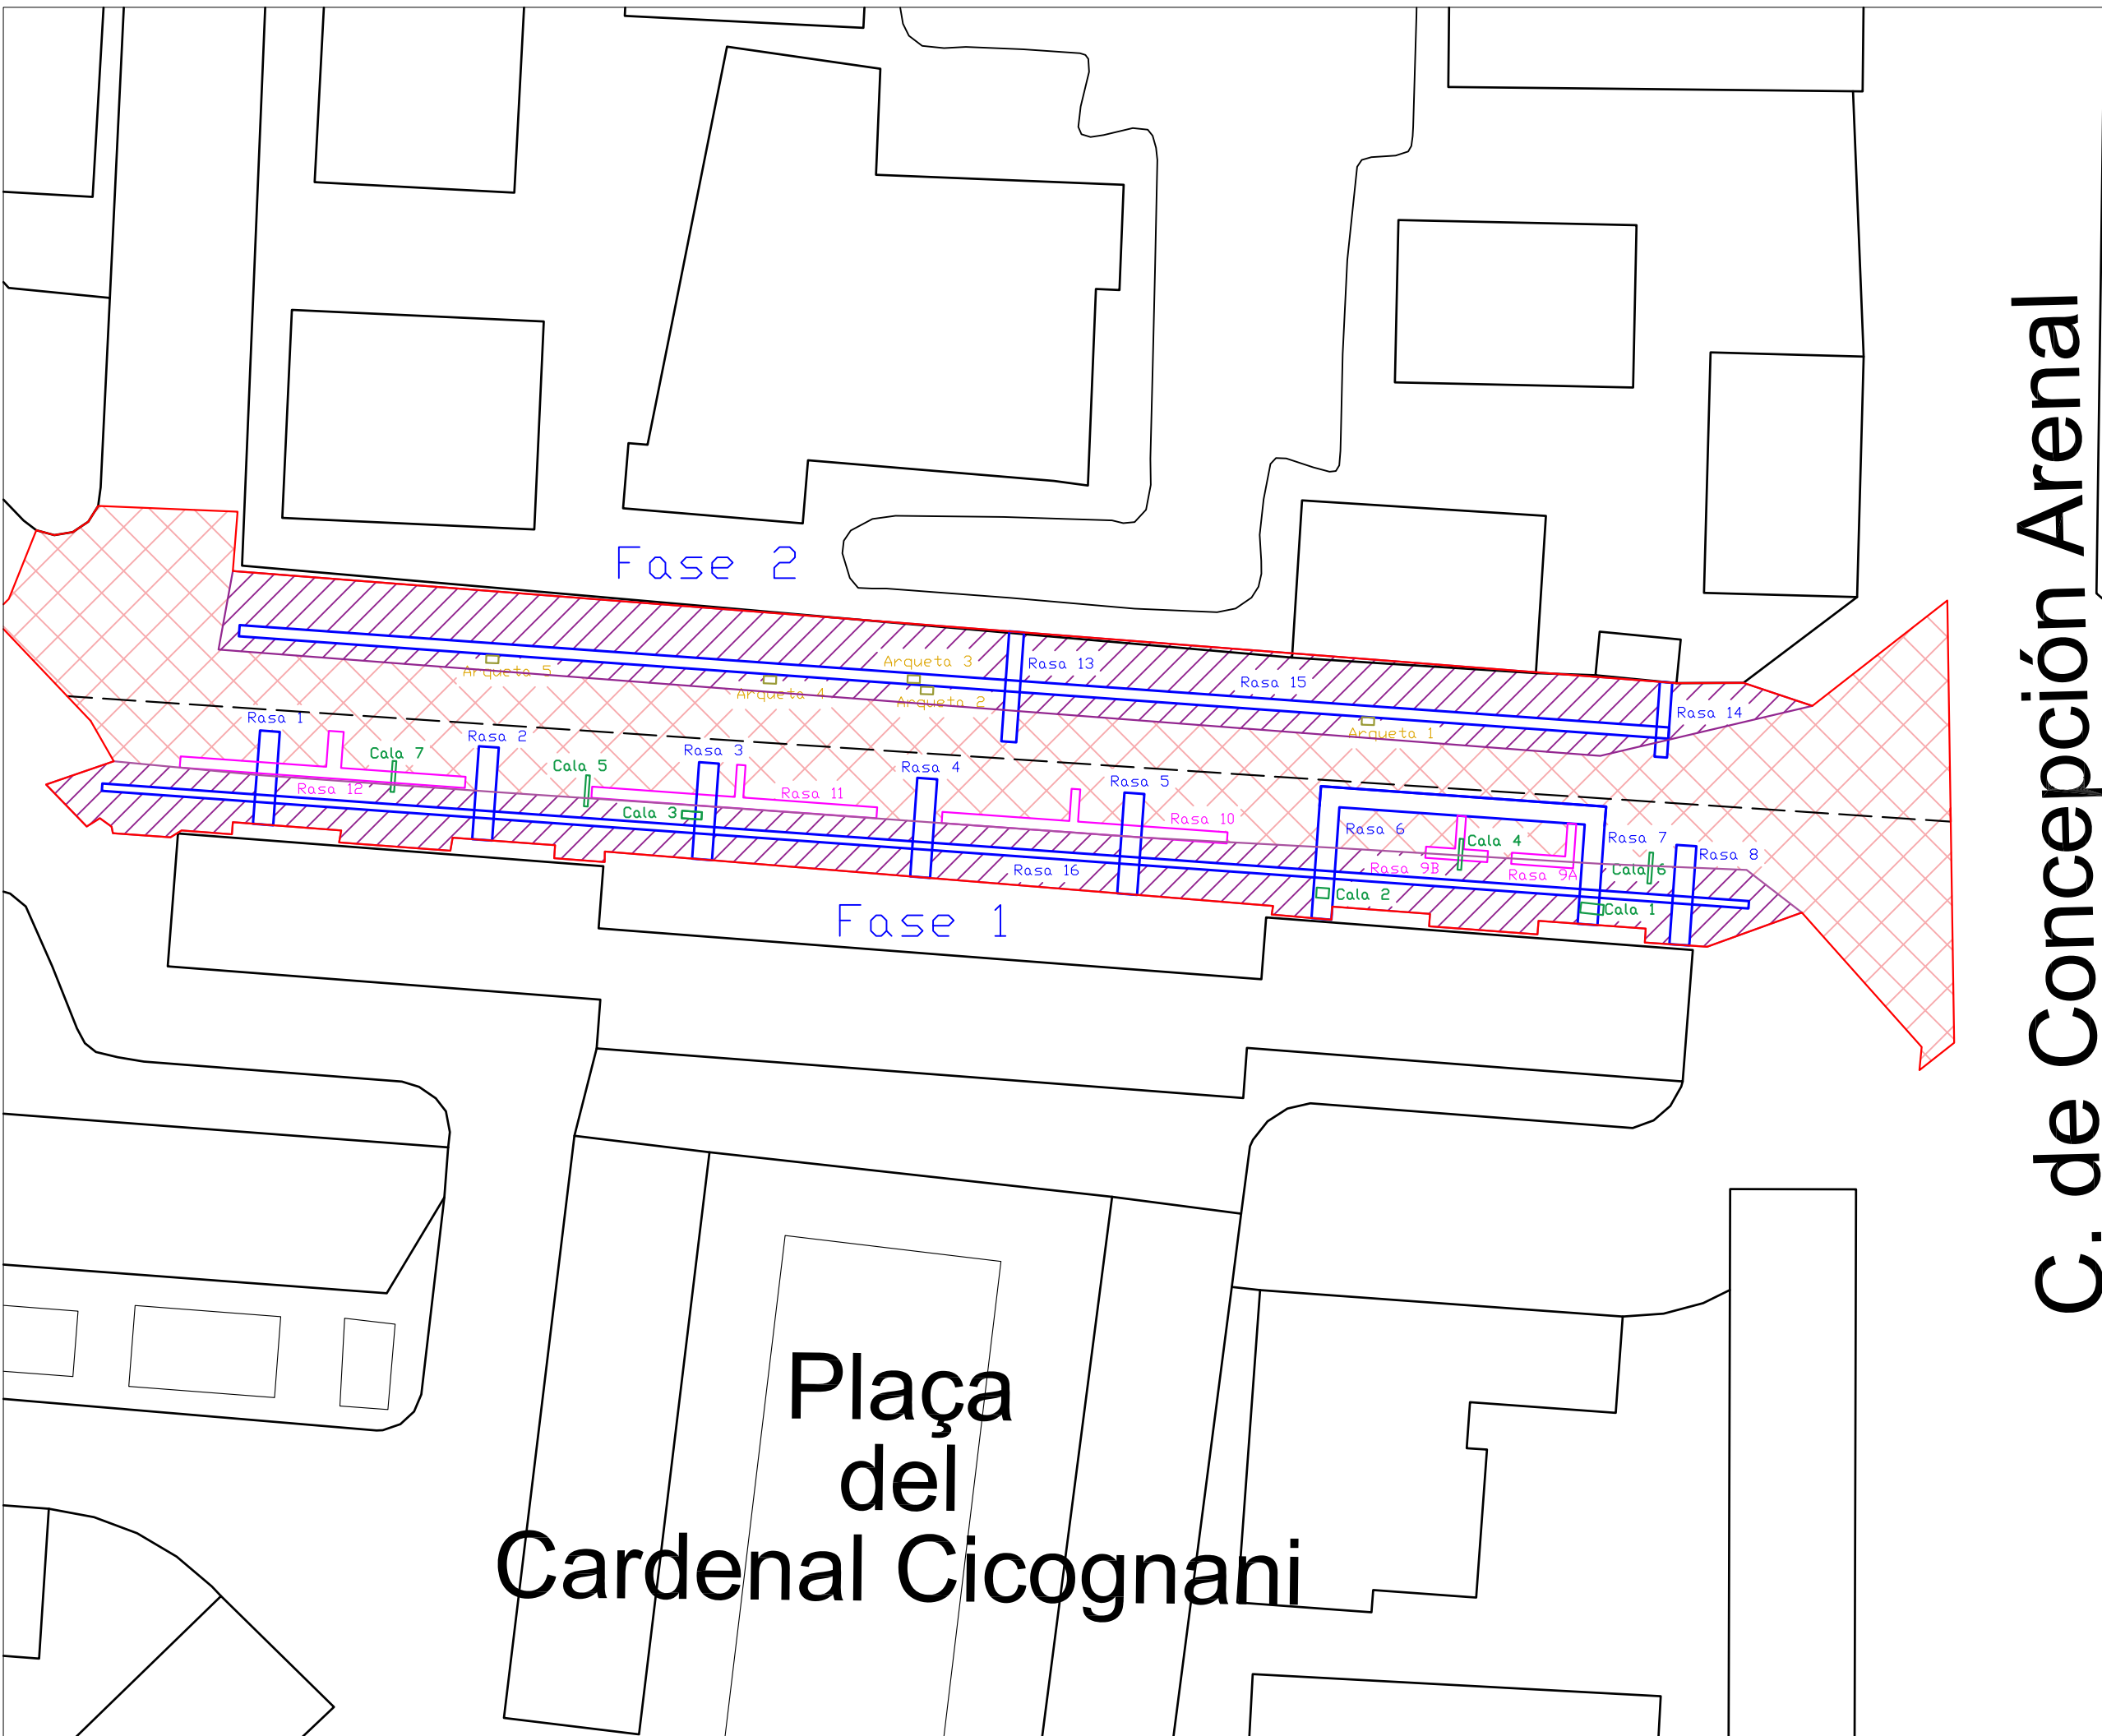 Fase 2
Arqueta 5
Arqueta 4
Arqueta 3
Arqueta 2
Rasa 13
Rasa 15
Arqueta 1
Rasa 14
Rasa 1
Rasa 12
Cala 7
Rasa 2
Cala 5
Rasa 3
Cala 3
Rasa 11
Rasa 4
Rasa 5
Rasa 10
Rasa 16
Rasa 6
Cala 4
Rasa 7
Rasa 8
Rasa 9B
Rasa 9A
Cala 6
Cala 2
Cala 1
Fase 1
C. de Concepción Arenal
Plaça
del
Cardenal Cicognani